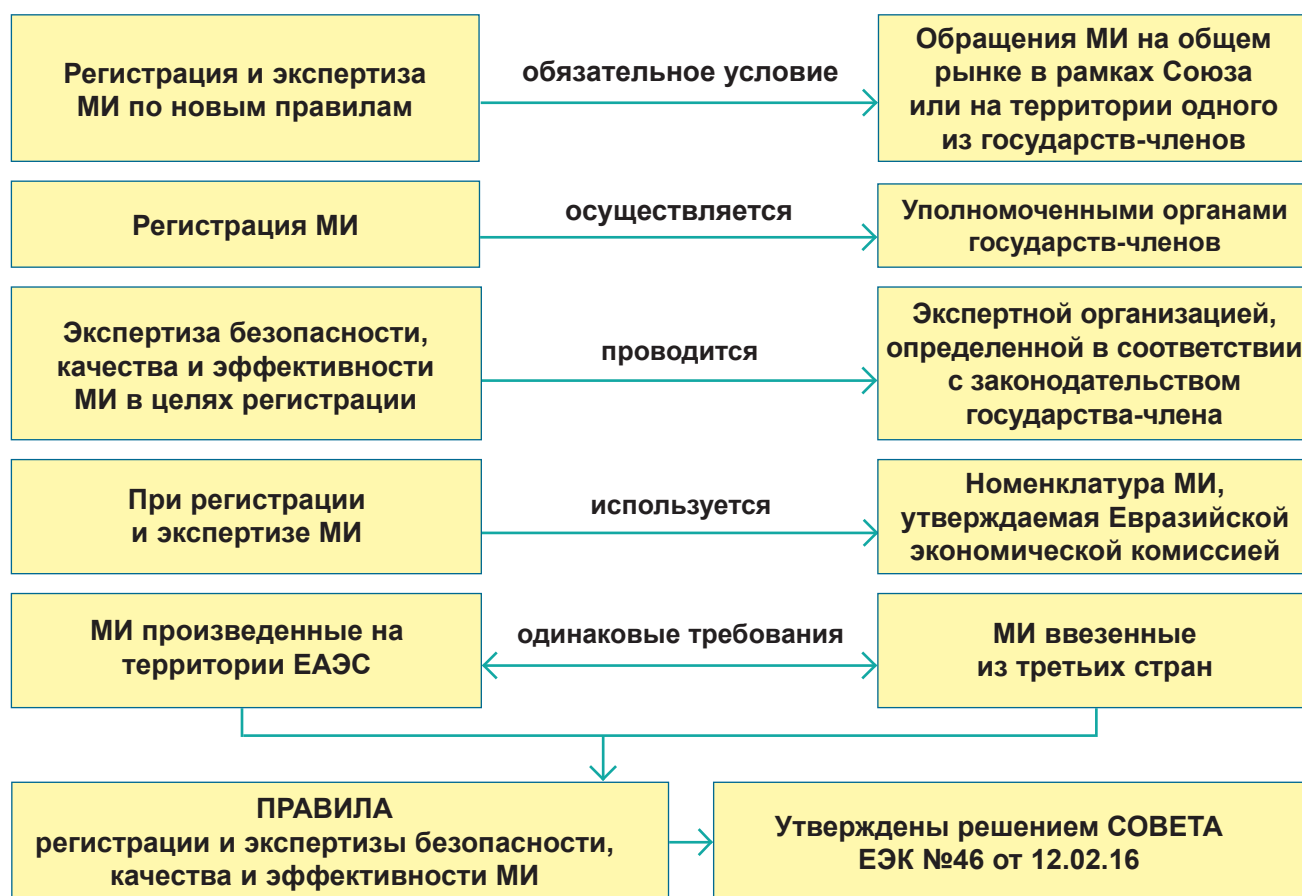 Регистрация и экспертиза
МИ по новым правилам
обязательное условие
Обращения МИ на общем
рынке в рамках Союза
или на территории одного
из государств-членов
Регистрация МИ
осуществляется
Уполномоченными органами
государств-членов
Экспертиза безопасности,
качества и эффективности
МИ в целях регистрации
проводится
Экспертной организацией,
определенной в соответствии
с законодательством
государства-члена
При регистрации
и экспертизе МИ
используется
Номенклатура МИ,
утверждаемая Евразийской
экономической комиссией
МИ произведенные на
территории ЕАЭС
одинаковые требования
МИ ввезенные
из третьих стран
ПРАВИЛА
регистрации и экспертизы безопасности,
качества и эффективности МИ
Утверждены решением СОВЕТА
ЕЭК №46 от 12.02.16